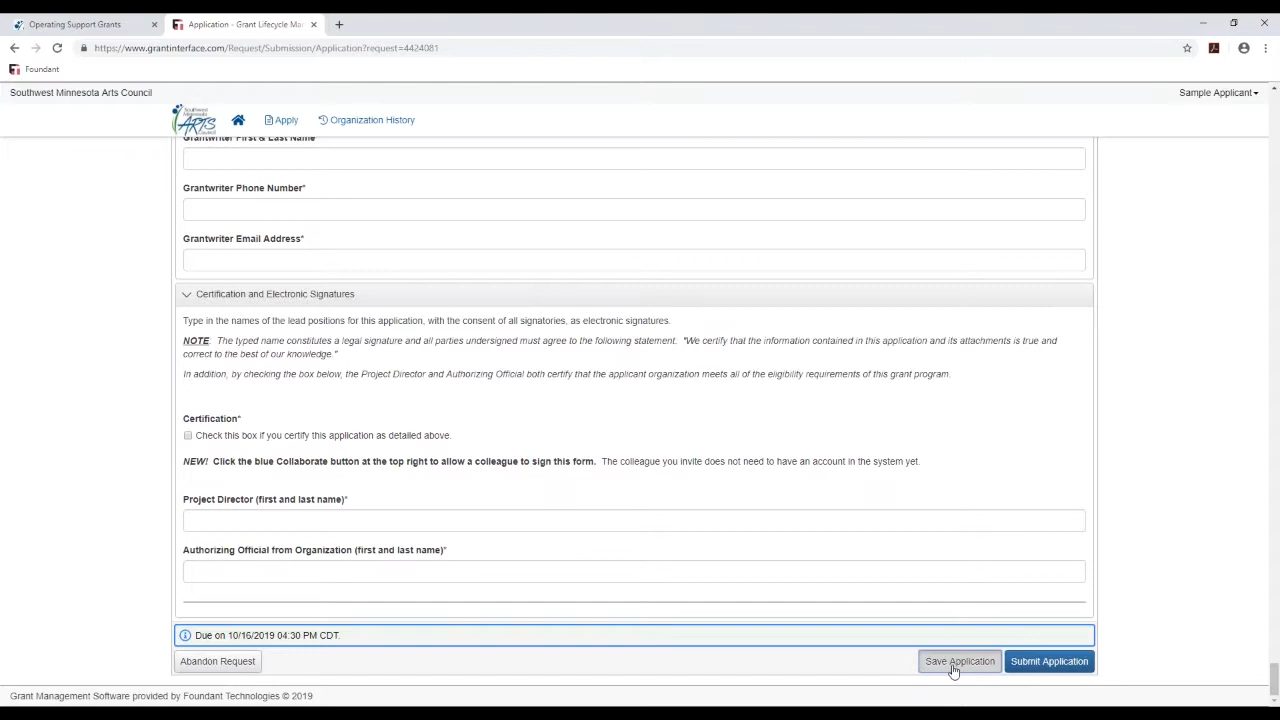 Operating Support Grants
Application - Grant Lifecycle Ma
https://www.grantinterface.com/Request/Submission/Application?request=4424081
Foundant
Southwest Minnesota Arts Council
Sample Applicant
Southwest
Minnesota
ARTS
Council
Apply
Organization History
Grantwriter First & Last Name
Grantwriter Phone Number*
Grantwriter Email Address*
Certification and Electronic Signatures
Type in the names of the lead positions for this application, with the consent of all signatories, as electronic signatures.
NOTE: The typed name constitutes a legal signature and all parties undersigned must agree to the following statement. "We certify that the information contained in this application and its attachments is true and
correct to the best of our knowledge."
In addition, by checking the box below, the Project Director and Authorizing Official both certify that the applicant organization meets all of the eligibility requirements of this grant program.
Certification*
Check this box if you certify this application as detailed above.
NEW! Click the blue Collaborate button at the top right to allow a colleague to sign this form. The colleague you invite does not need to have an account in the system yet.
Project Director (first and last name)*
Authorizing Official from Organization (first and last name)*
Due on 10/16/2019 04:30 PM CDT.
Abandon Request
Save Application
Submit Application
Grant Management Software provided by Foundant Technologies © 2019